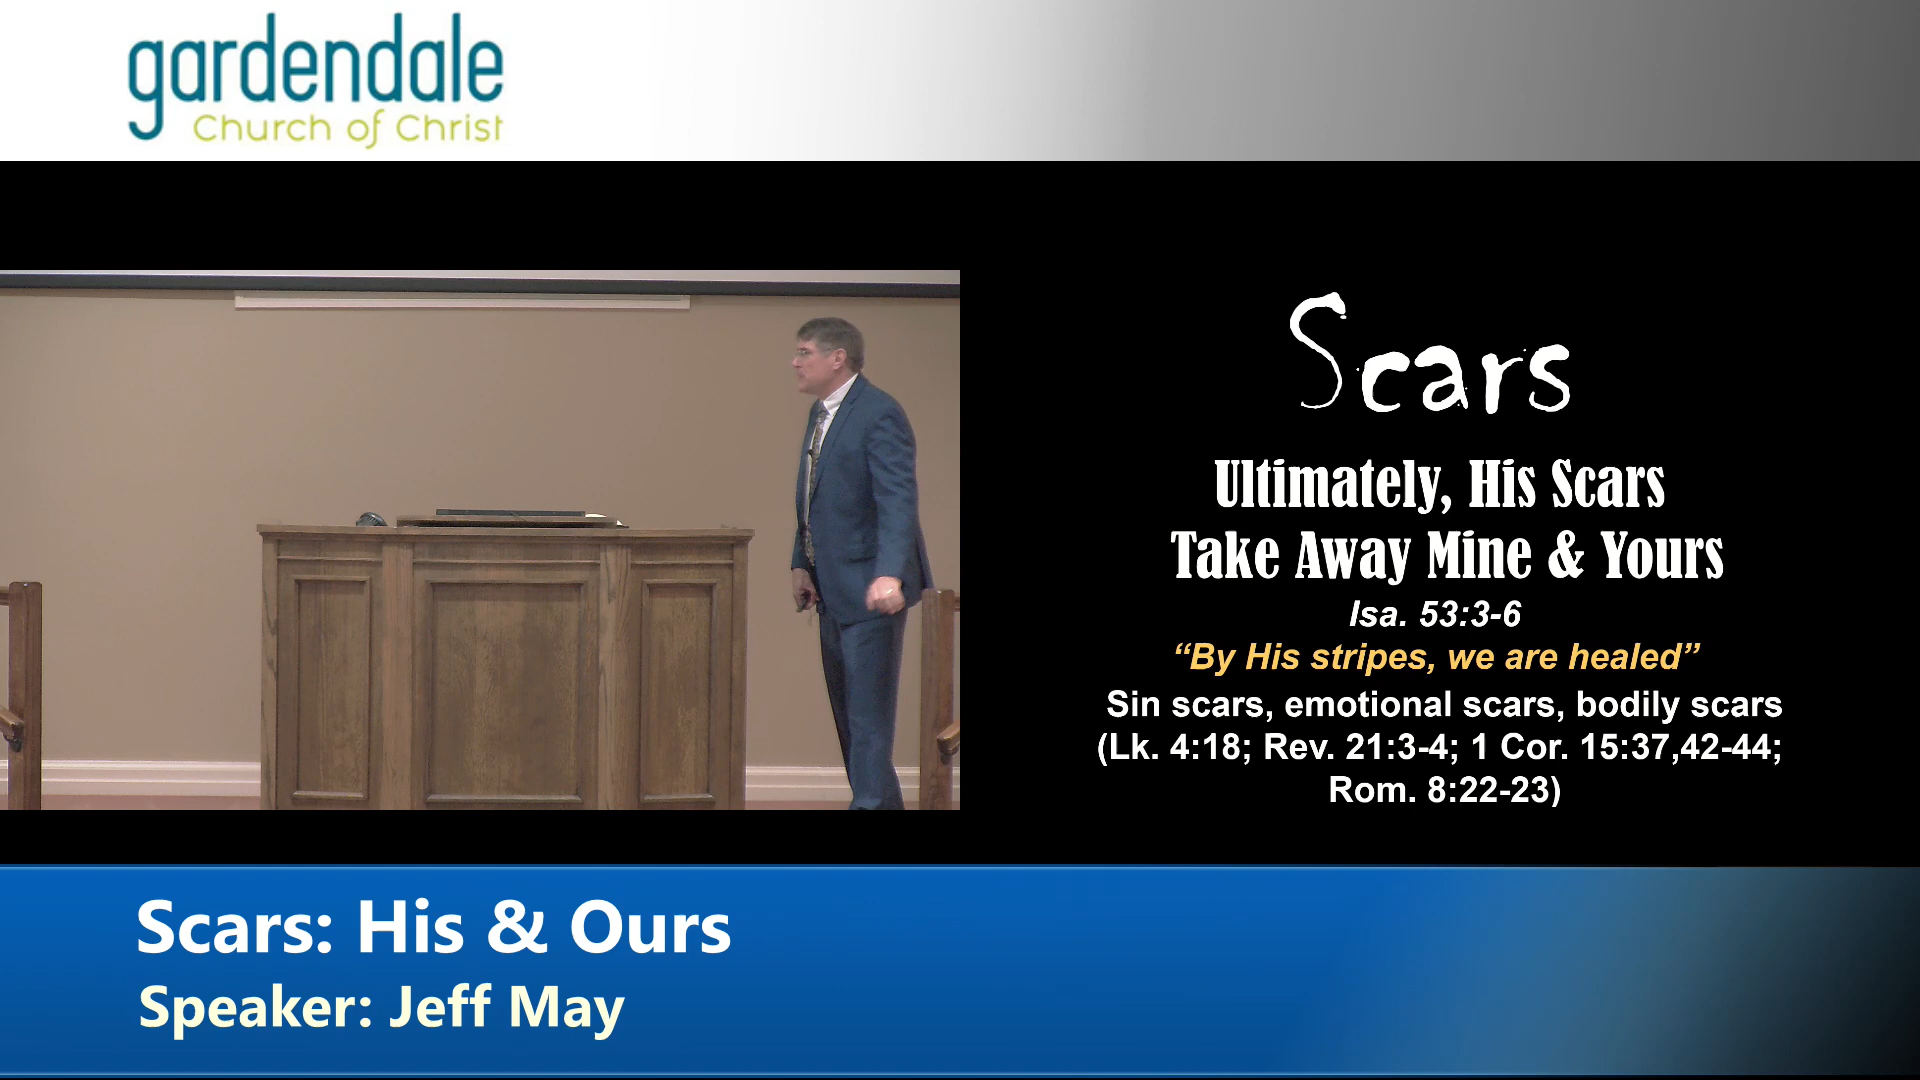 gardendale
Church of Christ
Scars
Ultimately, His Scars
Take Away Mine & Yours
Isa. 53:3-6
“By His stripes, we are healed”
Sin scars, emotional scars, bodily scars
(Lk. 4:18; Rev. 21:3-4; 1 Cor. 15:37,42-44;
Rom. 8:22-23)
Scars: His & Ours
Speaker: Jeff May